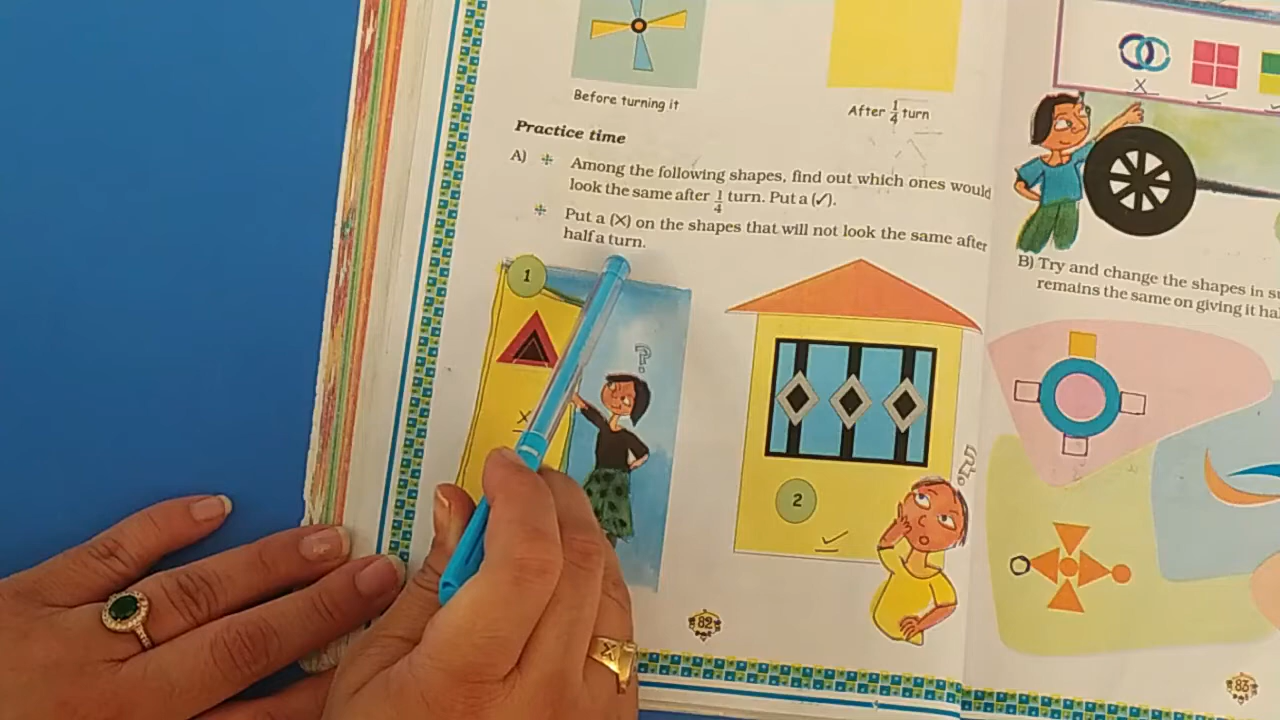 Before turning it
After 1/4 turn
Practice time
A) Among the following shapes, find out which ones would
look the same after 1/4 turn. Put a (✓).
Put a (X) on the shapes that will not look the same after
half a turn.
1
?
X
2
✓
?
82
X ✓
B) Try and change the shapes in
remains the same on giving it
83